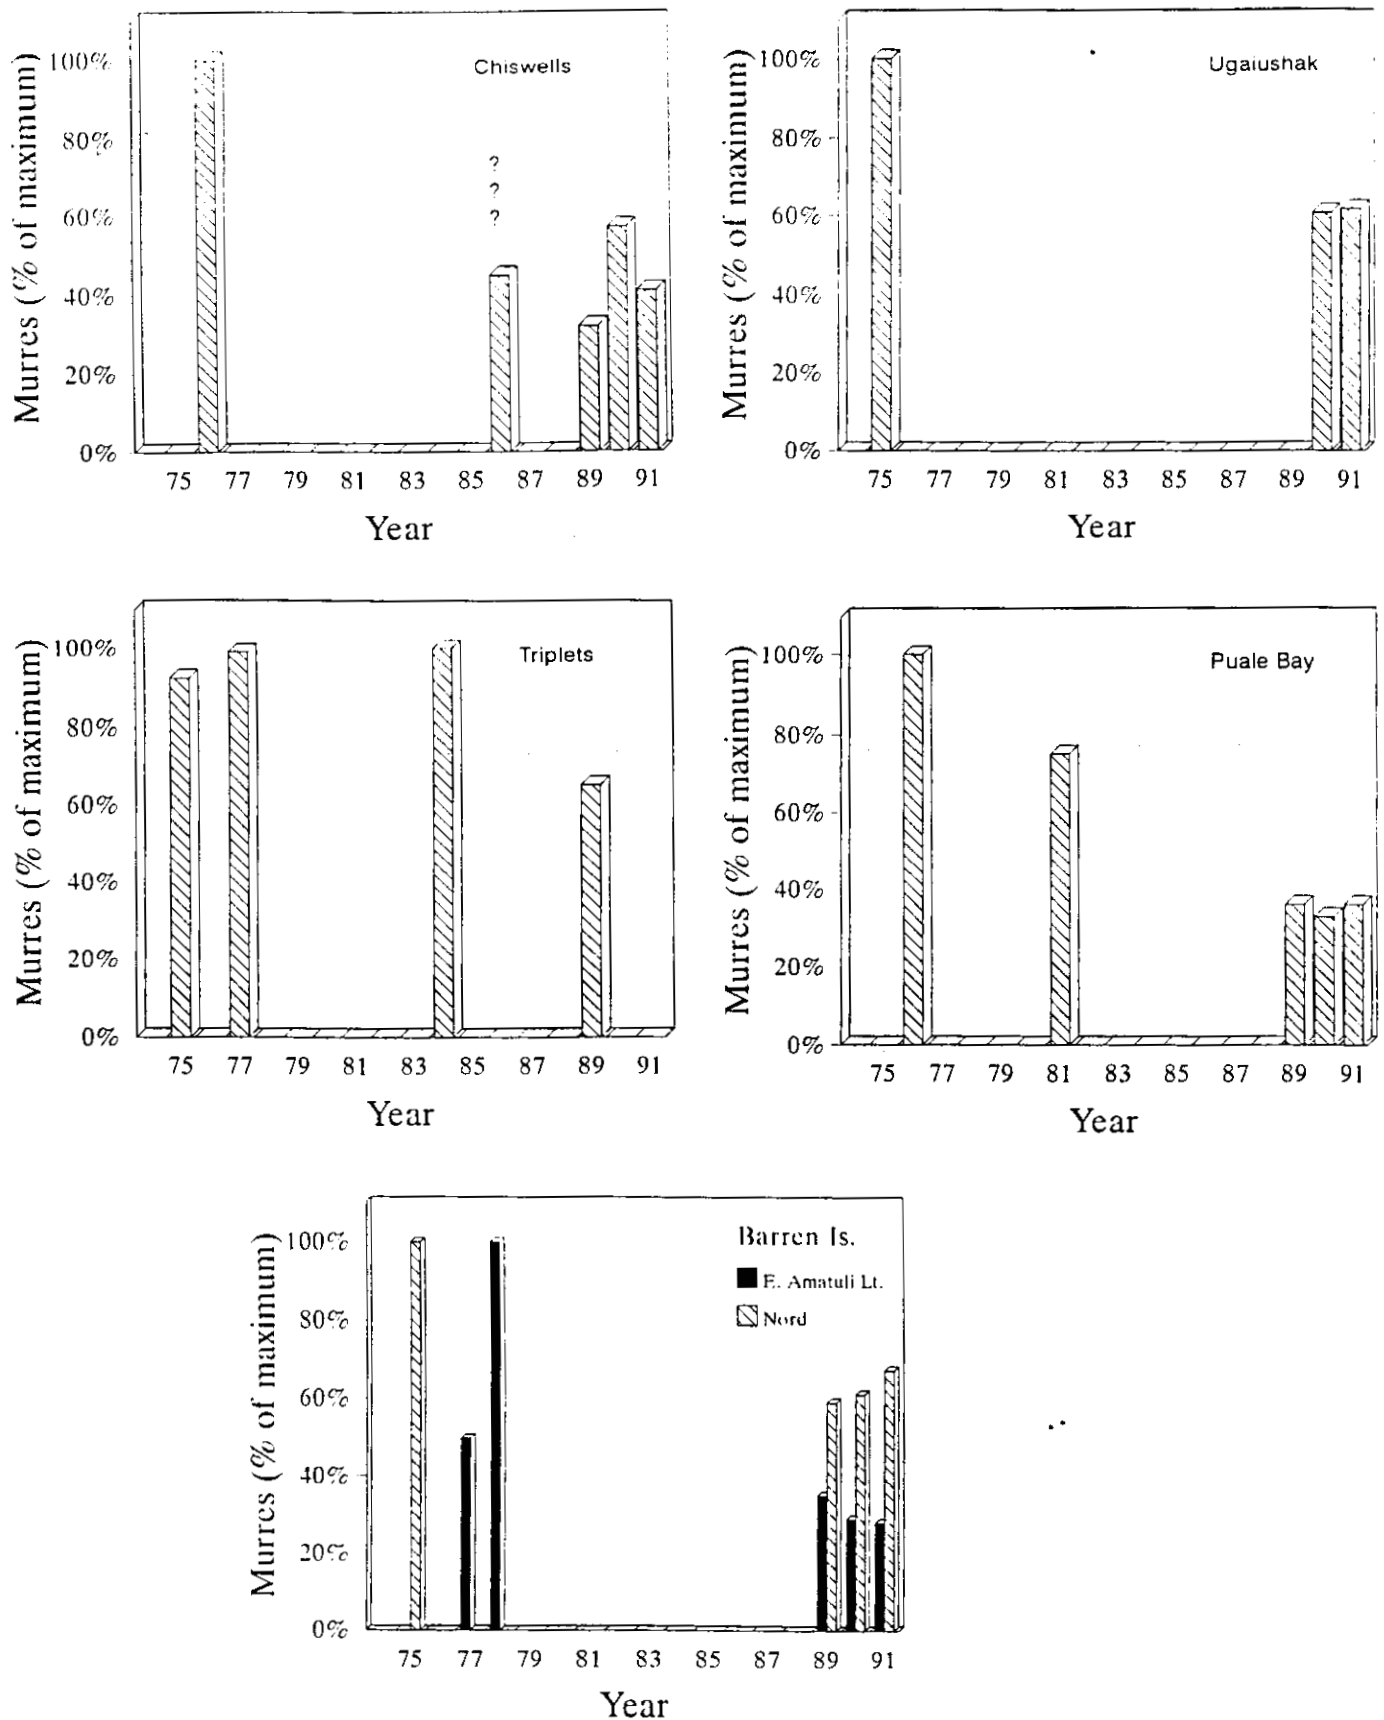 Chiswells
Murres (% of maximum)
100%
80%
60%
40%
20%
0%
?
?
?
75 77 79 81 83 85 87 89 91
Year
Ugaiushak
Murres (% of maximum)
100%
80%
60%
40%
20%
0%
75 77 79 81 83 85 87 89 91
Year
Triplets
Murres (% of maximum)
100%
80%
60%
40%
20%
0%
75 77 79 81 83 85 87 89 91
Year
Puale Bay
Murres (% of maximum)
100%
80%
60%
40%
20%
0%
75 77 79 81 83 85 87 89 91
Year
Barren Is.
E. Amatuli Lt.
Nord
Murres (% of maximum)
100%
80%
60%
40%
20%
0%
75 77 79 81 83 85 87 89 91
Year